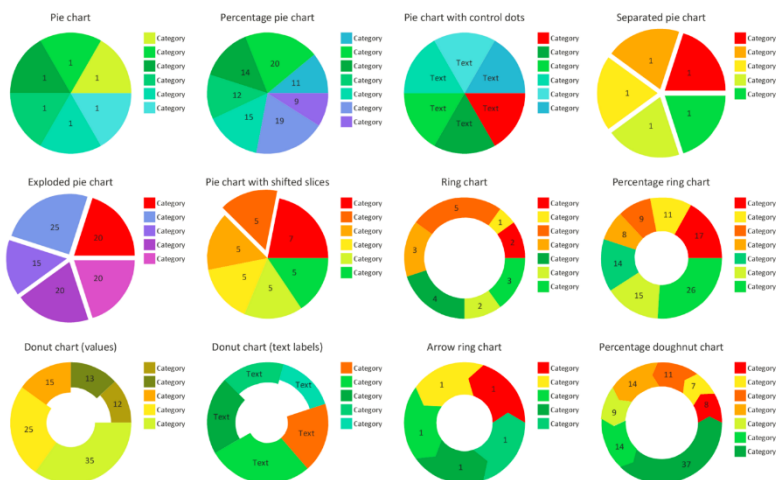 Pie chart
1
1
1
1
1
1
Category
Category
Category
Category
Category
Category
Percentage pie chart
20
14
11
12
9
15
19
Category
Category
Category
Category
Category
Category
Category
Pie chart with control dots
Text
Text
Text
Text
Text
Text
Category
Category
Category
Category
Category
Category
Separated pie chart
1
1
1
1
1
Category
Category
Category
Category
Category
Exploded pie chart
25
20
15
20
20
Category
Category
Category
Category
Category
Pie chart with shifted slices
5
7
5
5
5
5
Category
Category
Category
Category
Category
Category
Ring chart
5
1
2
3
3
4
2
Category
Category
Category
Category
Category
Category
Category
Percentage ring chart
11
9
17
8
14
15
26
Category
Category
Category
Category
Category
Category
Category
Donut chart (values)
15
13
12
25
35
Category
Category
Category
Category
Category
Donut chart (text labels)
Text
Text
Text
Text
Text
Category
Category
Category
Category
Category
Arrow ring chart
1
1
1
1
1
Category
Category
Category
Category
Category
Percentage doughnut chart
11
14
7
8
9
14
37
Category
Category
Category
Category
Category
Category
Category